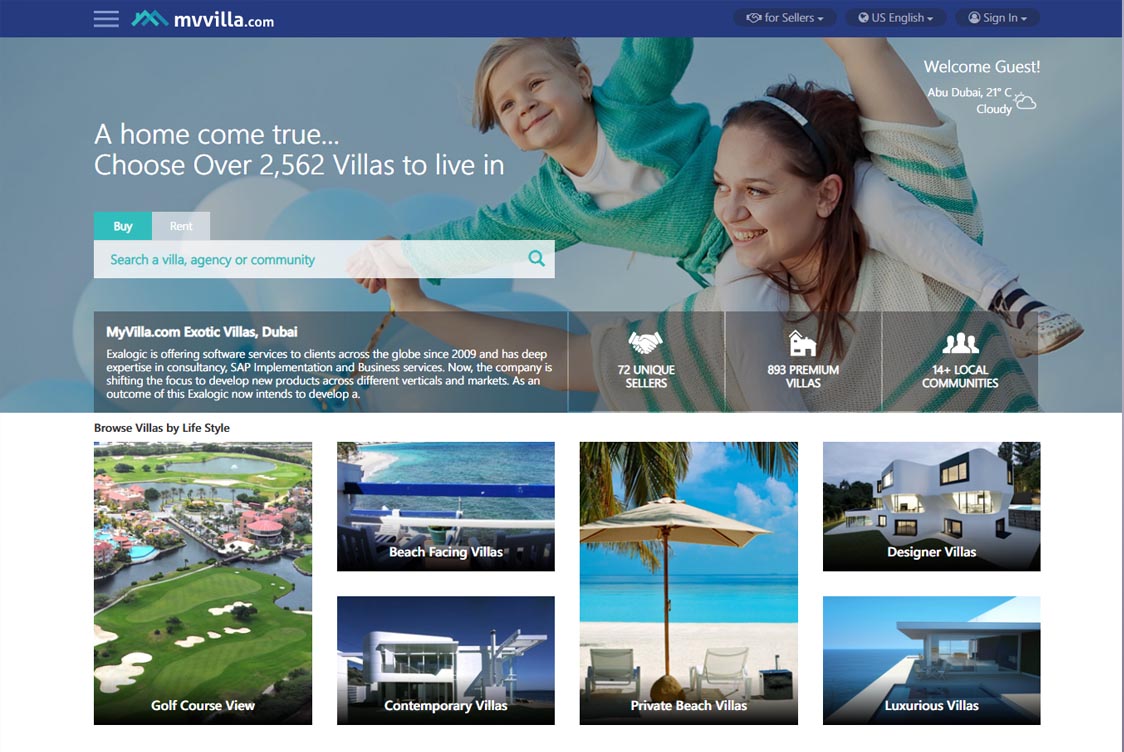 mvvilla.com
for Sellers
US English
Sign In
Welcome Guest!
Abu Dubai, 21° C
Cloudy
A home come true...
Choose Over 2,562 Villas to live in
Buy
Rent
Search a villa, agency or community
MyVilla.com Exotic Villas, Dubai
Exalogic is offering software services to clients across the globe since 2009 and has deep
expertise in consultancy, SAP Implementation and Business services. Now, the company is
shifting the focus to develop new products across different verticals and markets. As an
outcome of this Exalogic now intends to develop a.
72 UNIQUE
SELLERS
893 PREMIUM
VILLAS
14+ LOCAL
COMMUNITIES
Browse Villas by Life Style
Golf Course View
Beach Facing Villas
Contemporary Villas
Private Beach Villas
Designer Villas
Luxurious Villas